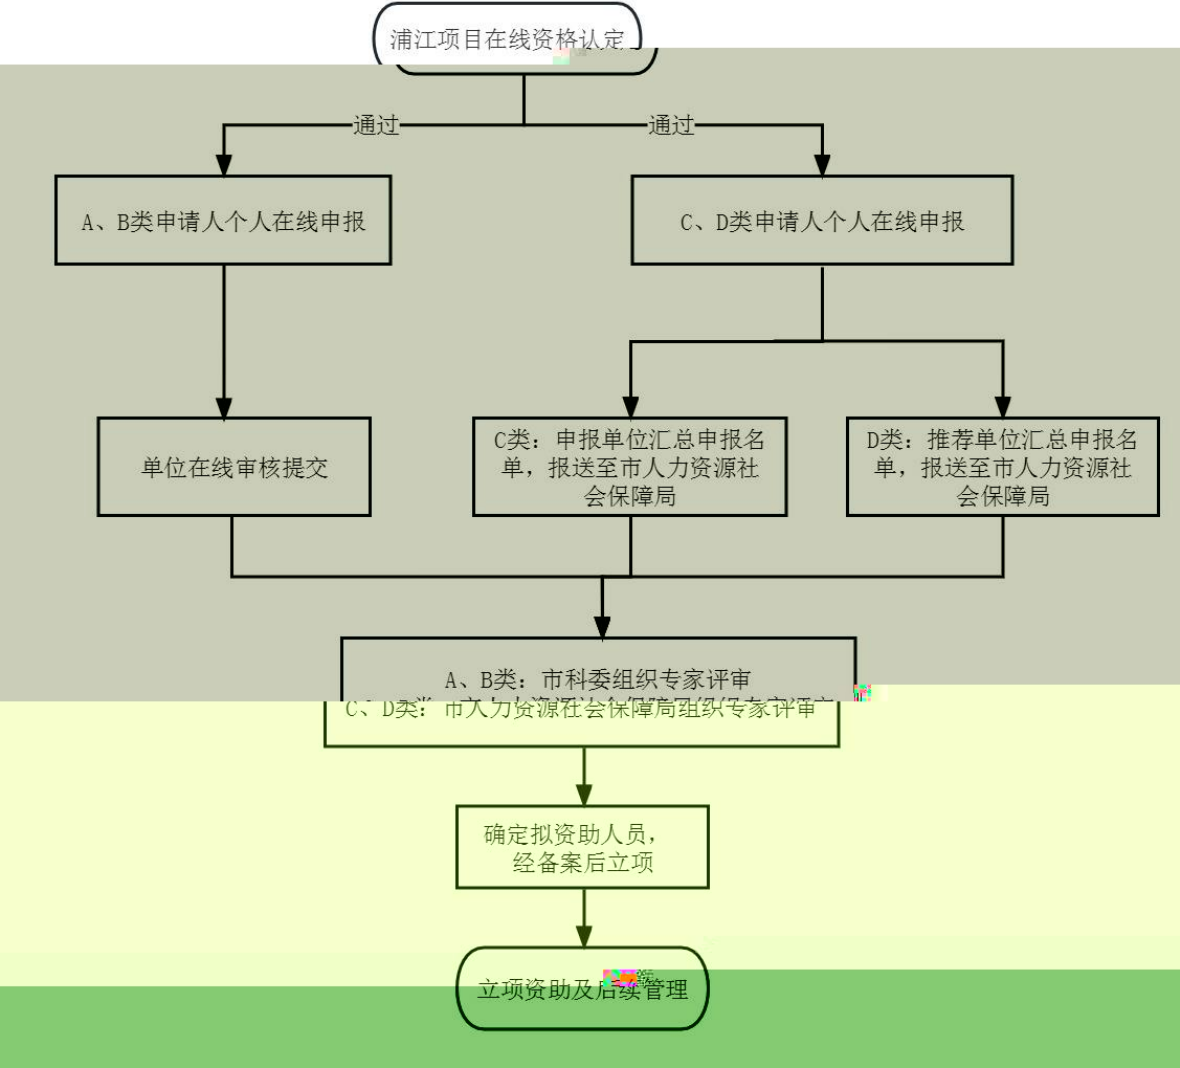 浦江项目在线资格认定
通过
通过
A、B类申请人个人在线申报
C、D类申请人个人在线申报
单位在线审核提交
C类：申报单位汇总申报名
单，报送至市人力资源社
会保障局
D类：推荐单位汇总申报名
单，报送至市人力资源社
会保障局
A、B类：市科委组织专家评审
C、D类：市人力资源社会保障局组织专家评审
确定拟资助人员，
经备案后立项
立项资助及后续管理